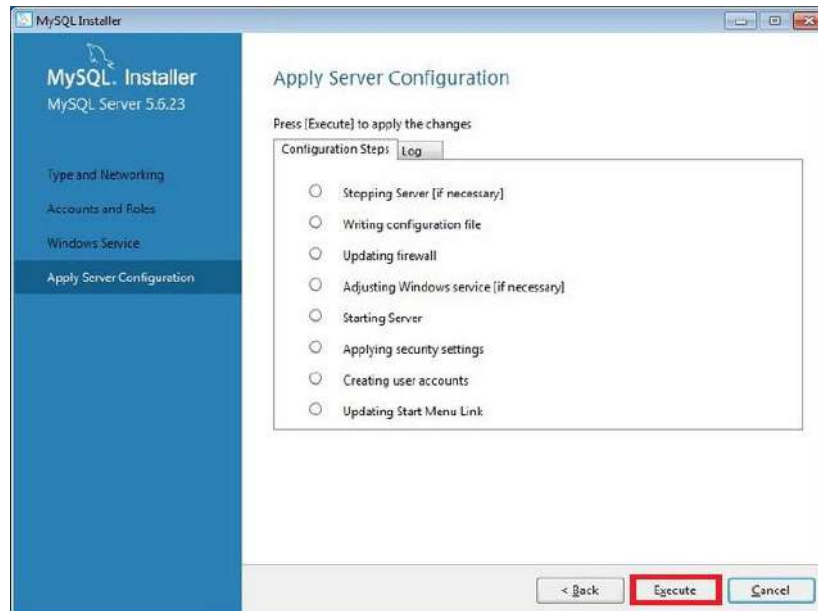 MySQL Installer
MySQL. Installer
MySQL Server 5.6.23
Type and Networking
Accounts and Roles
Windows Service
Apply Server Configuration
Apply Server Configuration
Press [Execute] to apply the changes
Configuration Steps Log
Stopping Server [if necessary]
Writing configuration file
Updating firewall
Adjusting Windows service [if necessary]
Starting Server
Applying security settings
Creating user accounts
Updating Start Menu Link
< Back Execute Cancel